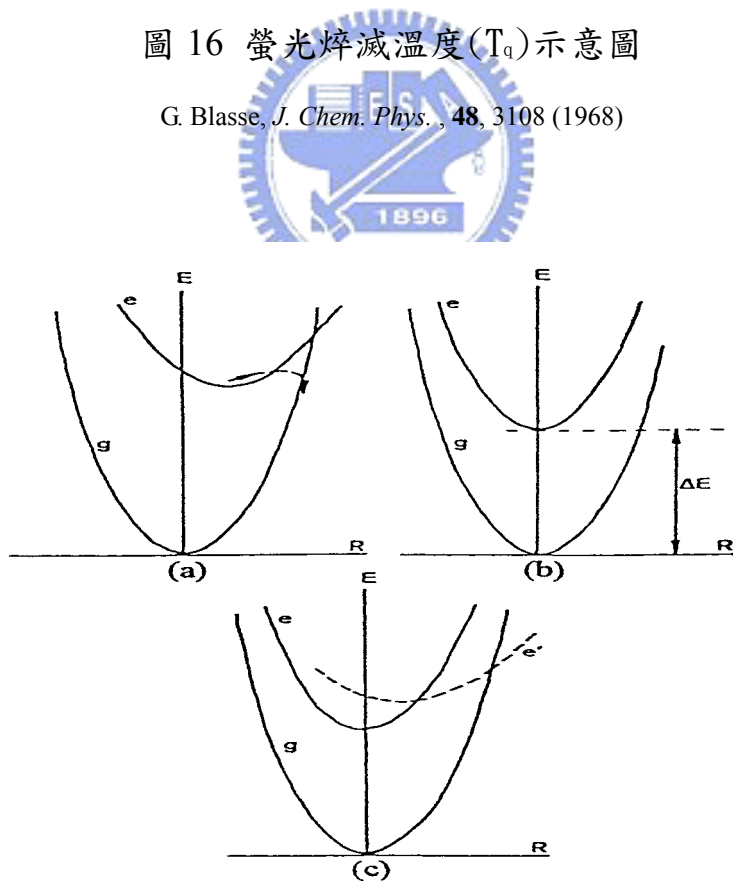 圖 16 螢光焠滅溫度(Tq)示意圖
G. Blasse, J. Chem. Phys. , 48, 3108 (1968)
E S
1896
E
e
g
R
(a)
E
e
g
ΔE
R
(b)
E
e
e'
g
R
(c)